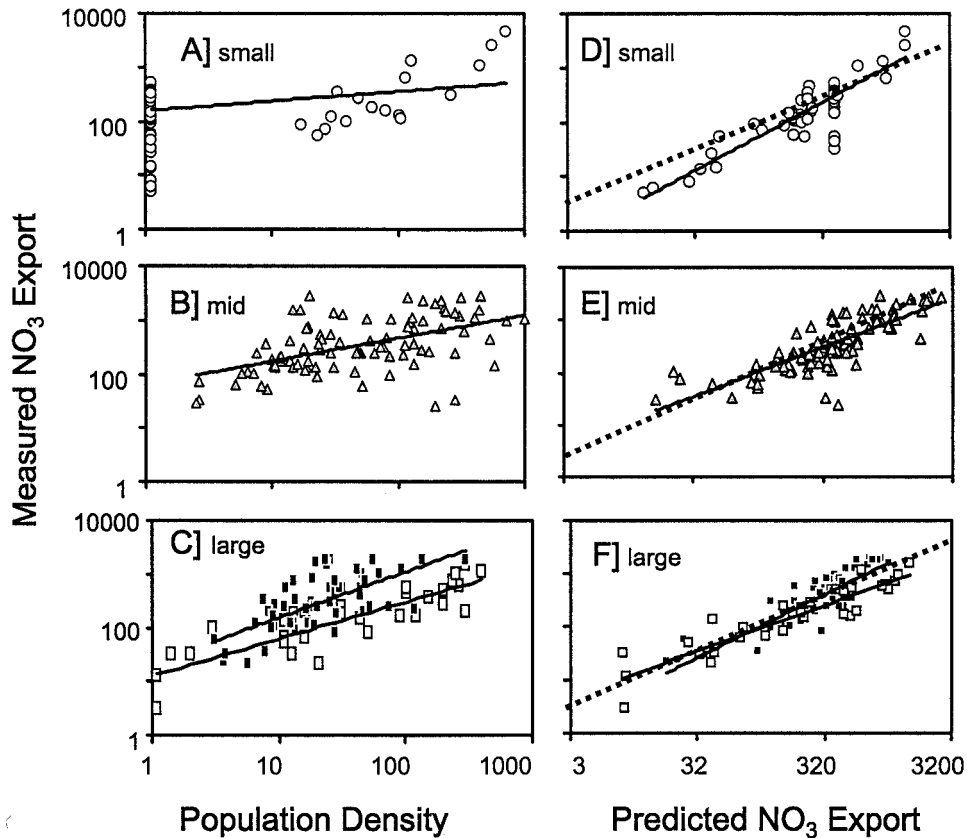 Measured NO3 Export
10000
100
1
A] small
D] small
10000
100
1
B] mid
E] mid
10000
100
1
C] large
F] large
1 10 100 1000
3 32 320 3200
Population Density
Predicted NO3 Export